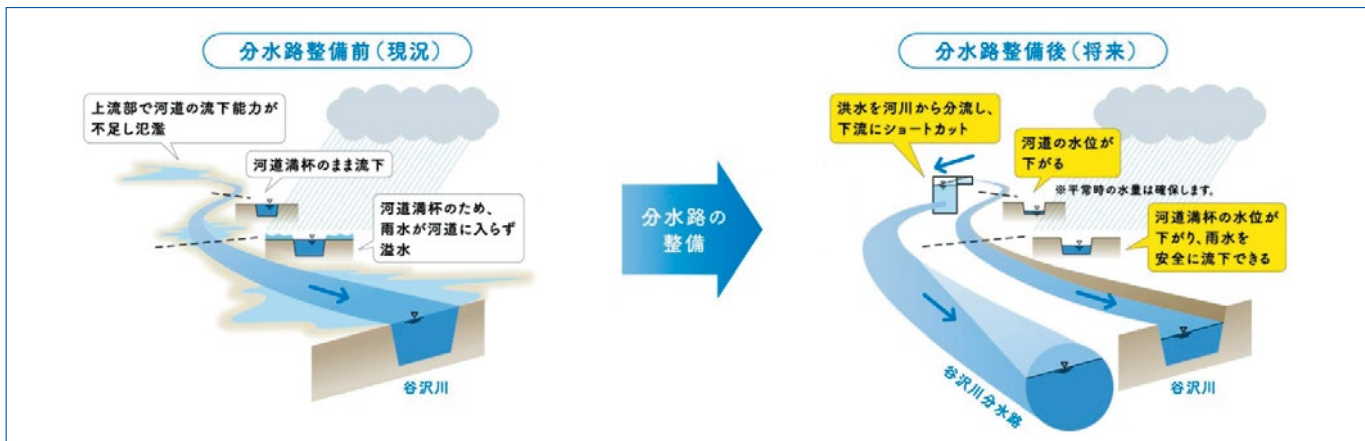 分水路整備前（現況）
上流部で河道の流下能力が
不足し氾濫
河道満杯のまま流下
河道満杯のため、
雨水が河道に入らず
溢水
谷沢川
分水路の
整備
分水路整備後（将来）
洪水を河川から分流し、
下流にショートカット
河道の水位が
下がる
※平常時の水量は確保します。
河道満杯の水位が
下がり、雨水を
安全に流下できる
谷沢川分水路
谷沢川